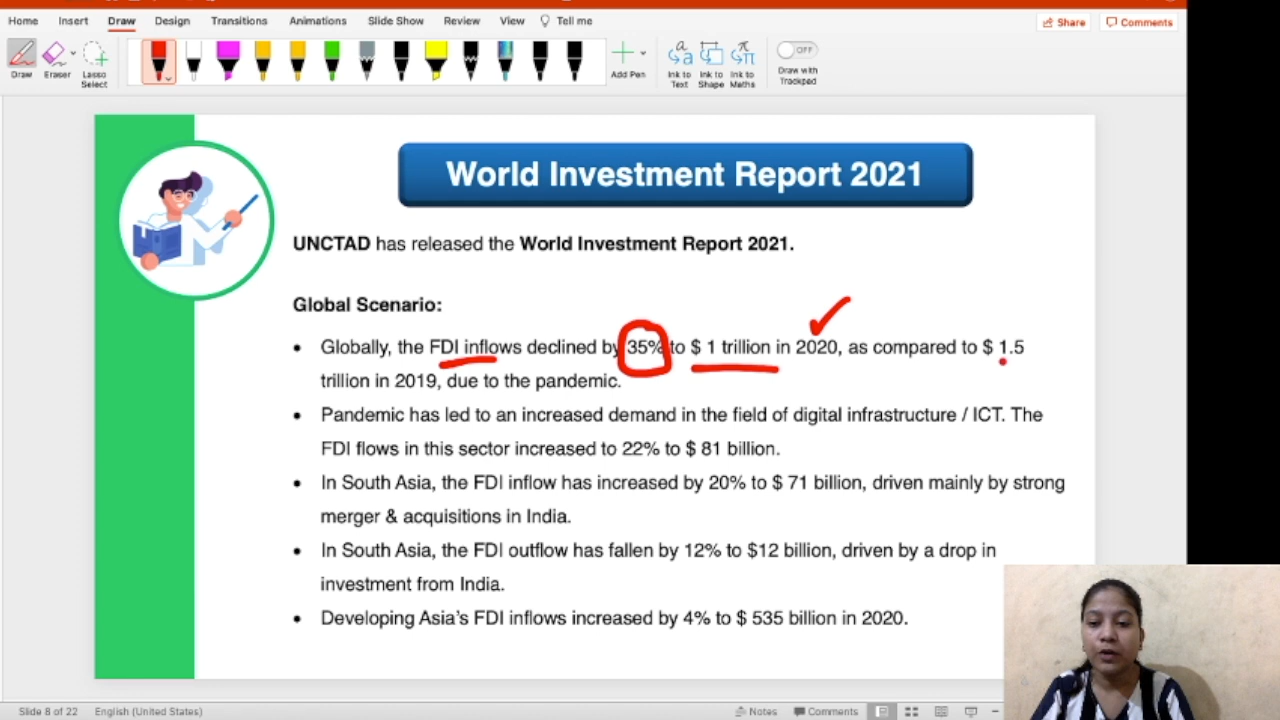 Home Insert Draw Design Transitions Animations Slide Show Review View Tell me Share Comments
Draw Eraser Lasso Select Add Pen Ink to Text Ink to Shape Ink to Maths OFF Draw with Trackpad
World Investment Report 2021
UNCTAD has released the World Investment Report 2021.
Global Scenario:
• Globally, the FDI inflows declined by 35% to $ 1 trillion in 2020, as compared to $ 1.5
trillion in 2019, due to the pandemic.
• Pandemic has led to an increased demand in the field of digital infrastructure / ICT. The
FDI flows in this sector increased to 22% to $ 81 billion.
• In South Asia, the FDI inflow has increased by 20% to $ 71 billion, driven mainly by strong
merger & acquisitions in India.
• In South Asia, the FDI outflow has fallen by 12% to $12 billion, driven by a drop in
investment from India.
• Developing Asia's FDI inflows increased by 4% to $ 535 billion in 2020.
Slide 8 of 22 English (United States) Notes Comments